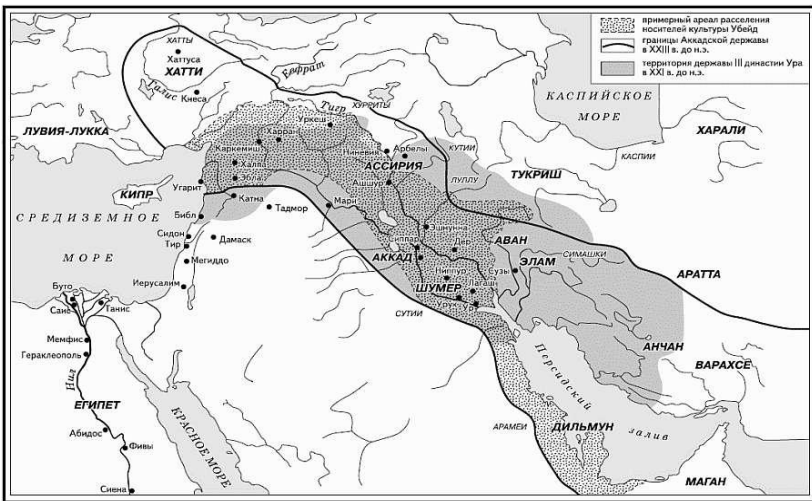 примерный ареал расселения
носителей культуры Убейд
границы Аккадской державы
в XXIII в. до н.э.
территория державы III династии Ура
в XXI в. до н.э.
ХАТТЫ
Хаттуса
ХАТТИ
Галис
Кнеса
Евфрат
Тигр
ХУРРИТЫ
КАСПИЙСКОЕ
МОРЕ
ХАРАЛИ
КАСПИИ
ЛУВИЯ-ЛУККА
Уркеш
Харран
Каркемиш
Ниневия
Арбелы
КУТИИ
АССИРИЯ
ЛУЛЛУ
ТУКРИШ
Ашшур
Халпа
Эбла
КИПР
Угарит
Катна
Тадмор
Мари
СРЕДИЗЕМНОЕ
МОРЕ
Библ
Сидон
Тир
Дамаск
Мегиддо
Иерусалим
Эшнунна
Сиппар
Дер
АВАН
АККАД
ЭЛАМ
СИМАШКИ
Сузы
Ниппур
Лагаш
ШУМЕР
Урук
Ур
АРАТТА
СУТИИ
Буто
Саис
Танис
Мемфис
Гераклеополь
Нил
ЕГИПЕТ
Абидос
Фивы
Сиена
КРАСНОЕ МОРЕ
АНЧАН
ВАРАХСЕ
Персидский
залив
АРАМЕИ
ДИЛЬМУН
МАГАН